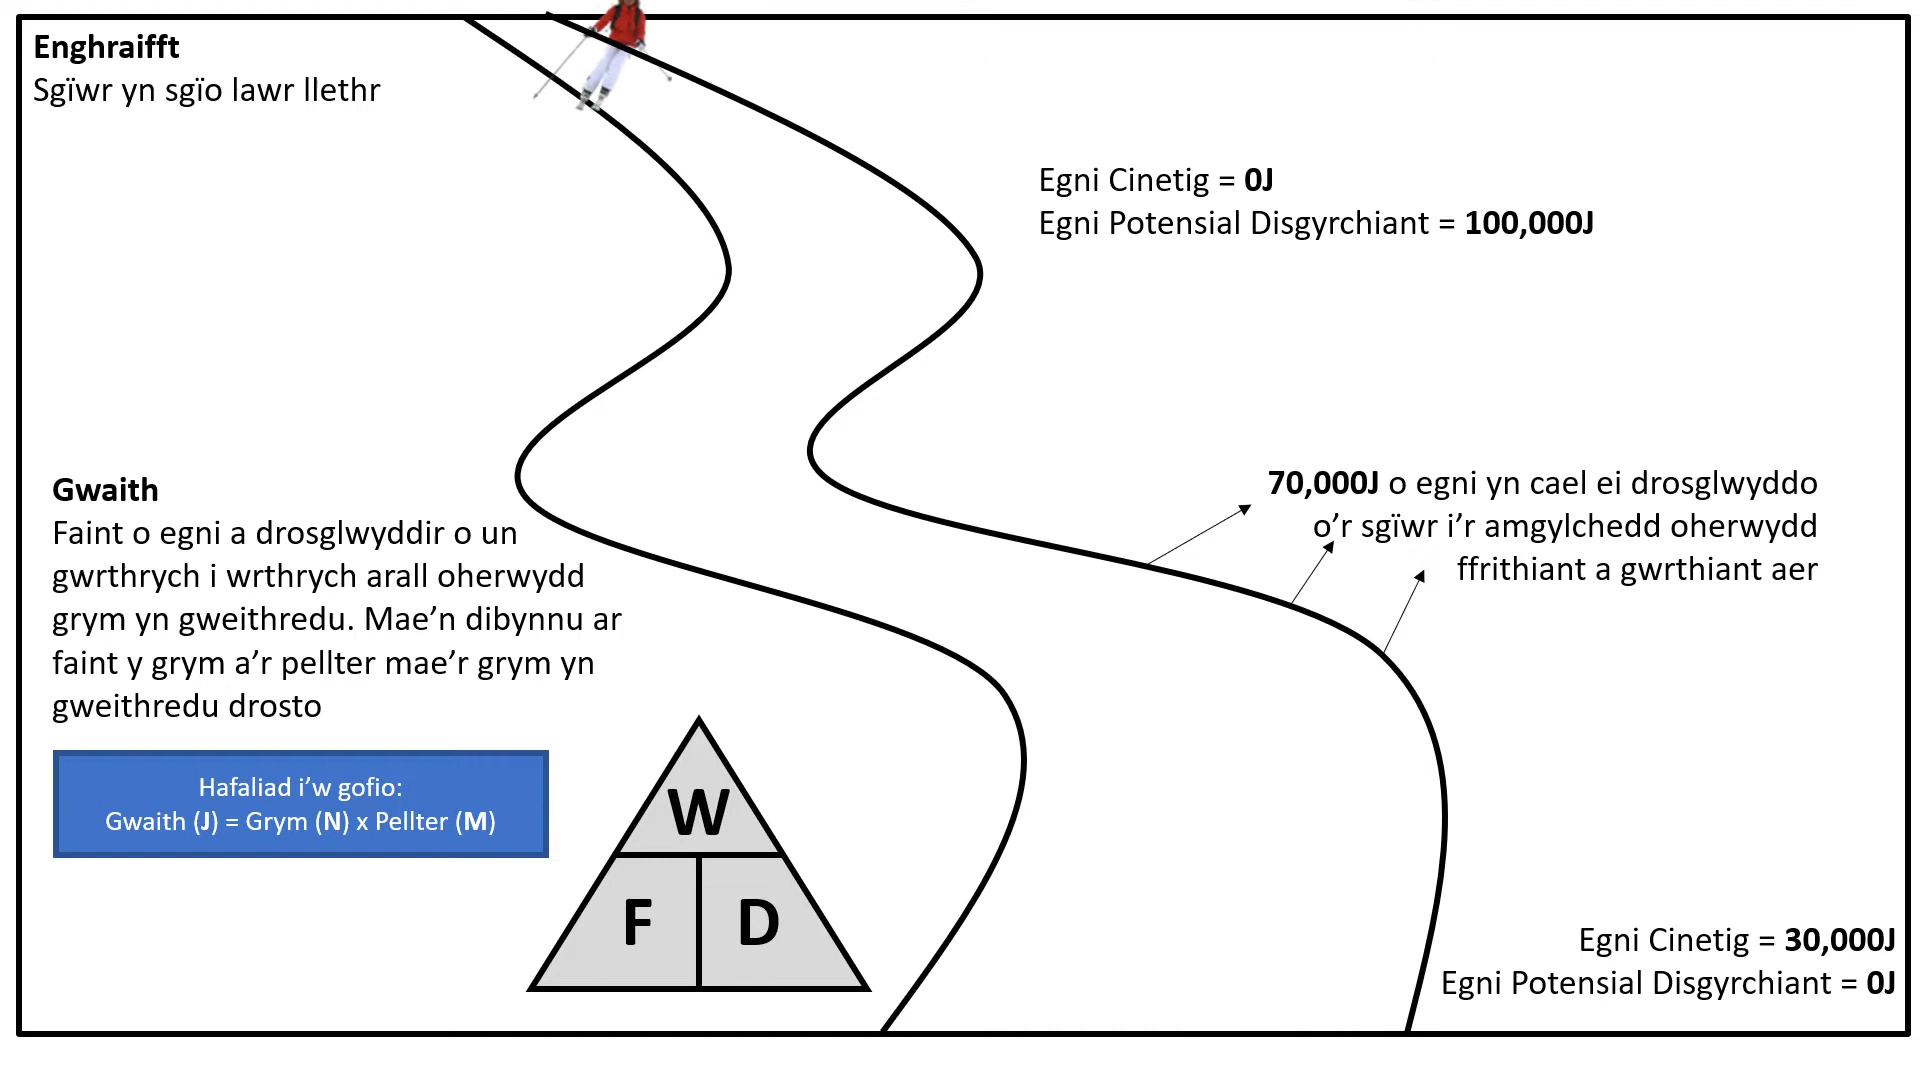 Enghraifft
Sgïwr yn sgïo lawr llethr
Egni Cinetig = 0J
Egni Potensial Disgyrchiant = 100,000J
70,000J o egni yn cael ei drosglwyddo
o’r sgïwr i’r amgylchedd oherwydd
ffrithiant a gwrthiant aer
Gwaith
Faint o egni a drosglwyddir o un
gwrthrych i wrthrych arall oherwydd
grym yn gweithredu. Mae’n dibynnu ar
faint y grym a’r pellter mae’r grym yn
gweithredu drosto
Hafaliad i’w gofio:
Gwaith (J) = Grym (N) x Pellter (M)
W
F D
Egni Cinetig = 30,000J
Egni Potensial Disgyrchiant = 0J